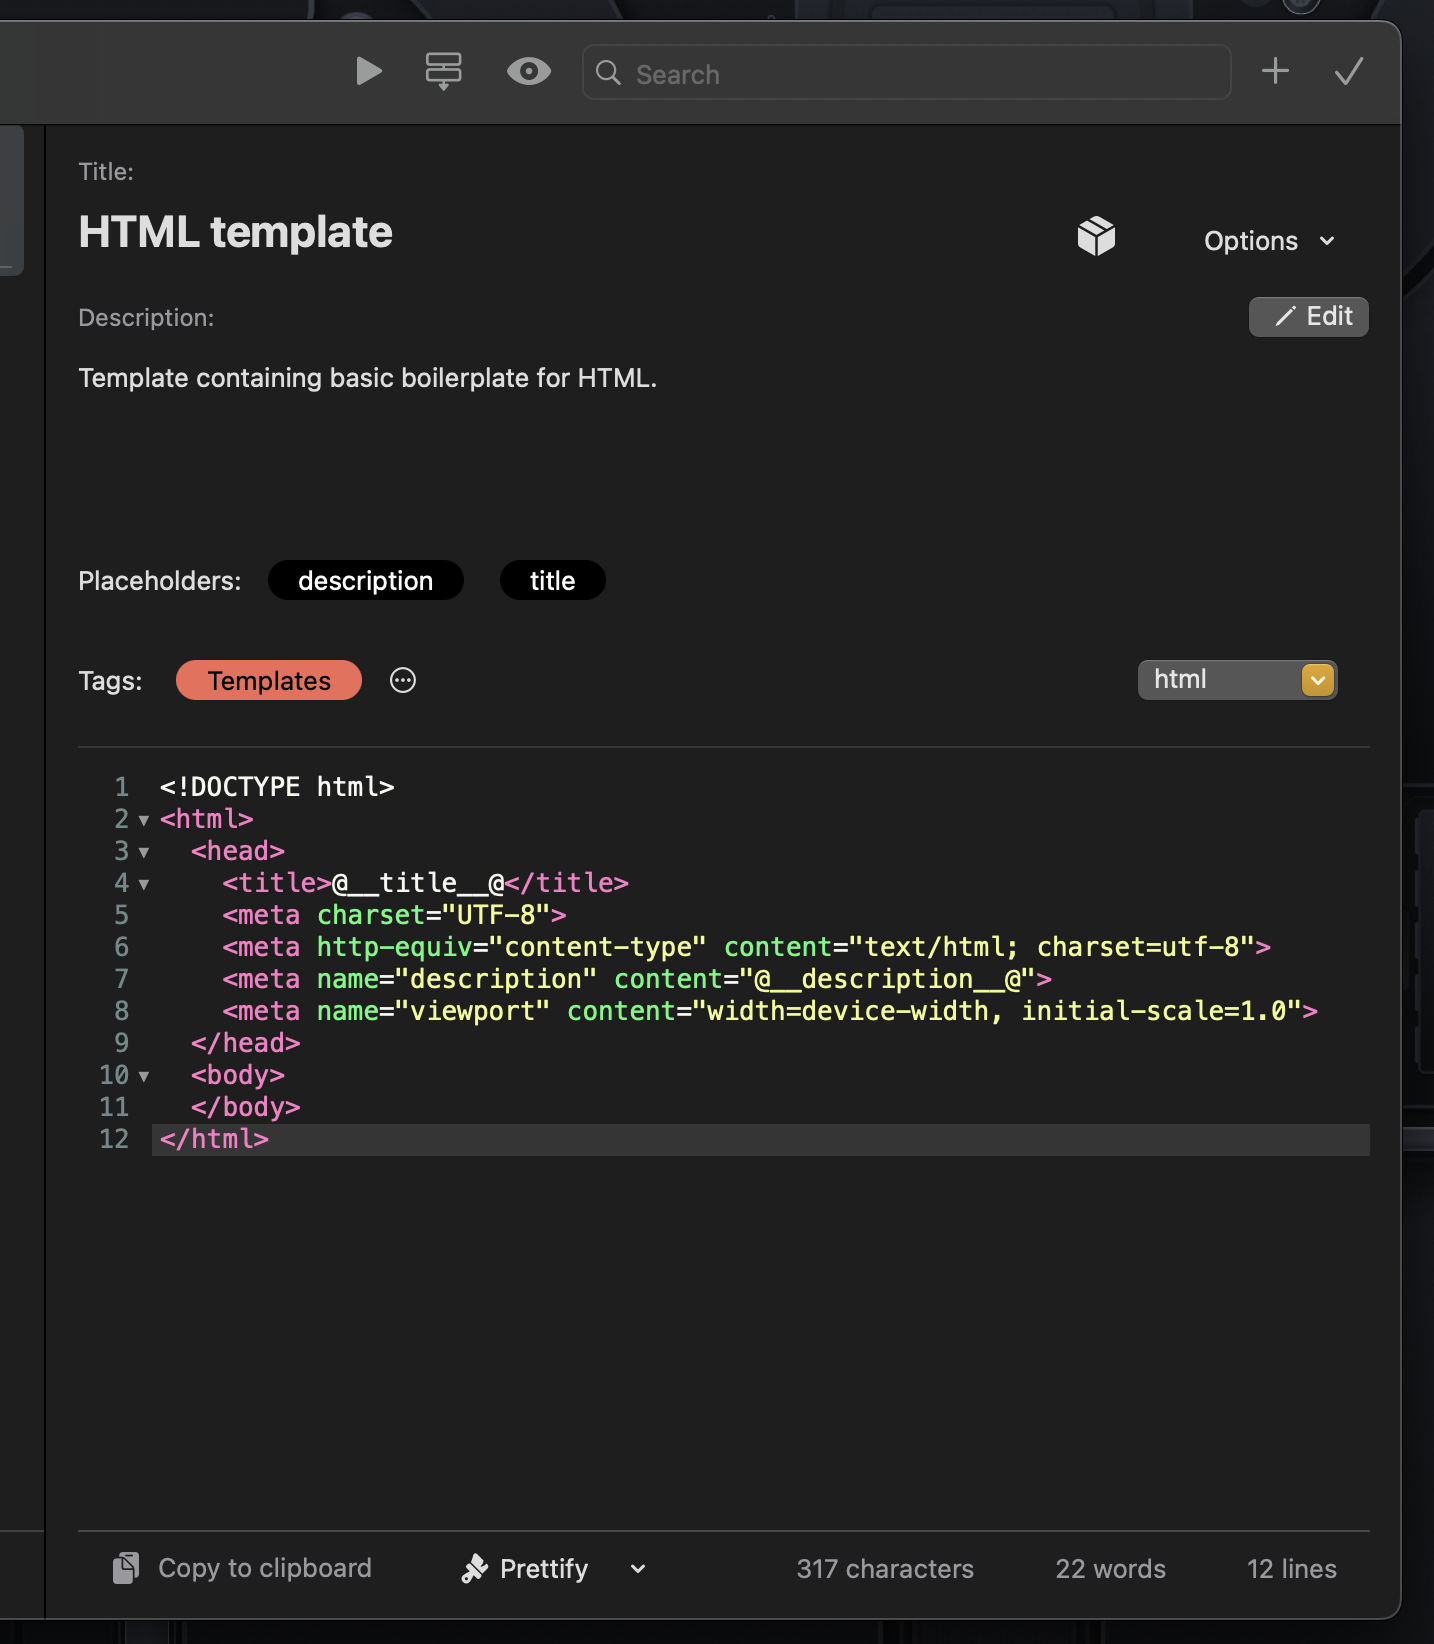 Search
Title:
HTML template
Options
Description:
Edit
Template containing basic boilerplate for HTML.
Placeholders: description title
Tags: Templates html
1 <!DOCTYPE html>
2 <html>
3 <head>
4 <title>@__title__@</title>
5 <meta charset="UTF-8">
6 <meta http-equiv="content-type" content="text/html; charset=utf-8">
7 <meta name="description" content="@__description__@">
8 <meta name="viewport" content="width=device-width, initial-scale=1.0">
9 </head>
10 <body>
11 </body>
12 </html>
Copy to clipboard Prettify 317 characters 22 words 12 lines